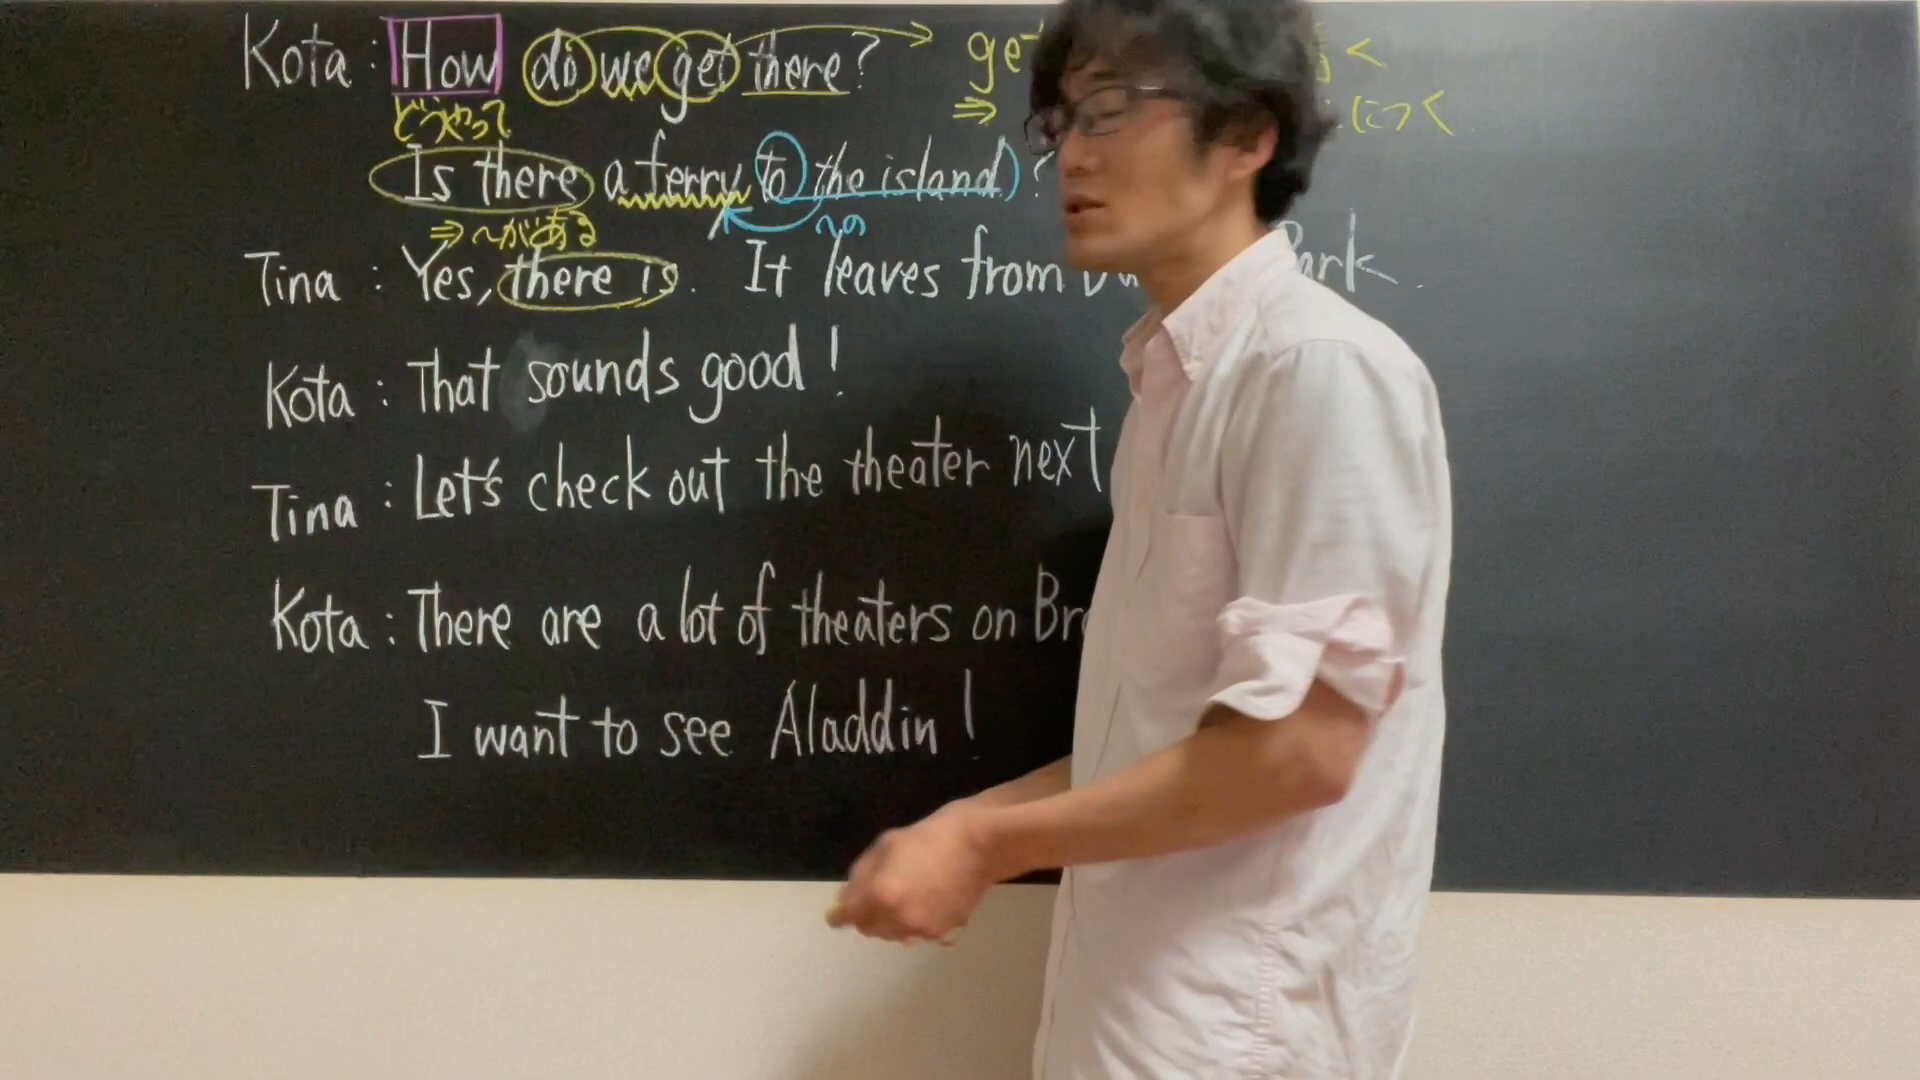 Kota : How do we get there?
どうやって
Is there a ferry to the island)?
⇒ ～がある
～の
Tina : Yes, there is. It leaves from
Kota : That sounds good!
Tina : Let's check out the theater next
Kota : There are a lot of theaters on
I want to see Aladdin!
⇒ につく